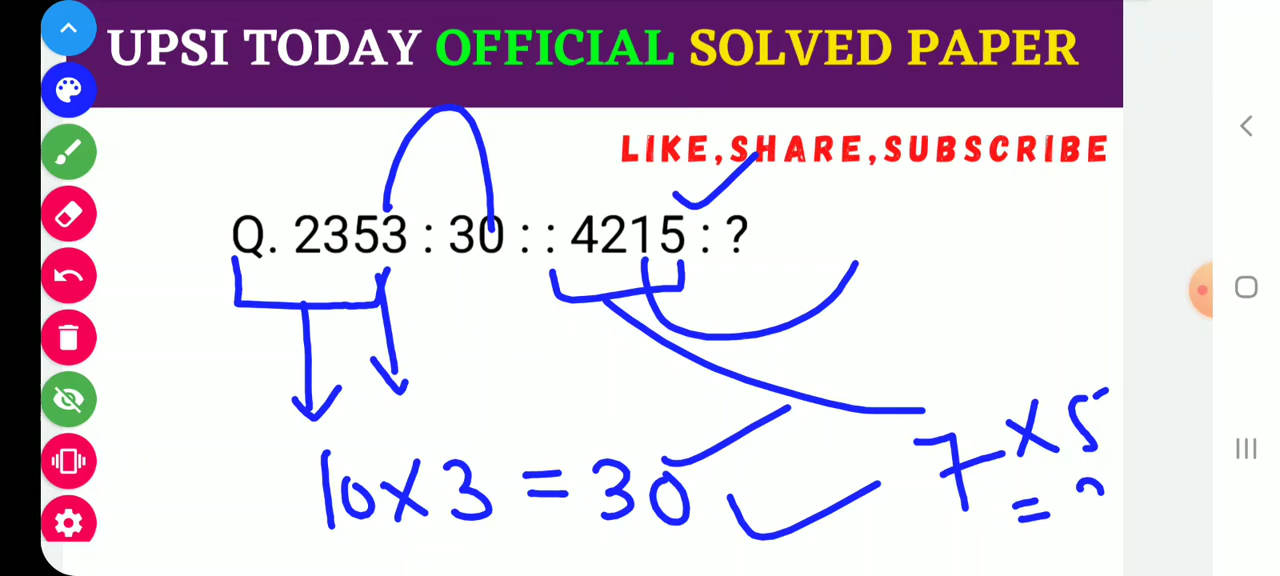 UPSI TODAY OFFICIAL SOLVED PAPER
LIKE,SHARE,SUBSCRIBE
Q. 2353 : 30 : : 4215 : ?
7 × 5
10 × 3 = 30
= ?